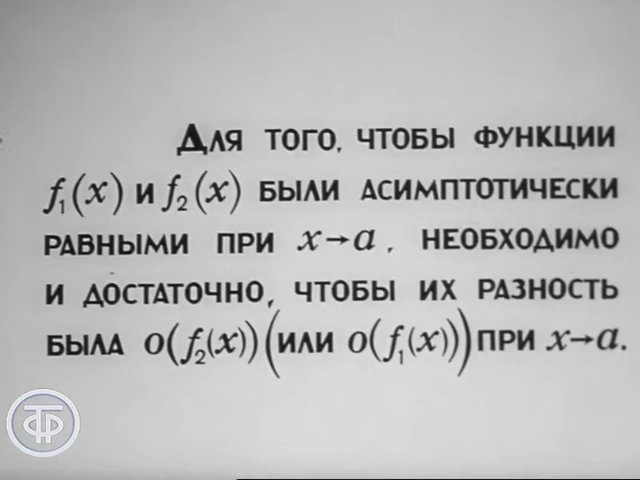 Для того, чтобы функции
f₁(x) и f₂(x) были асимптотически
равными при x→a, необходимо
и достаточно, чтобы их разность
была o(f₂(x)) (или o(f₁(x))) при x→a.